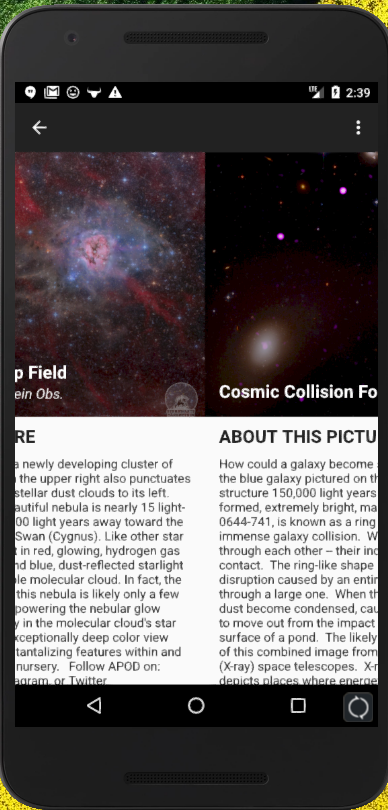 LTE 2:39
p Field
ein Obs.
RE
a newly developing cluster of
the upper right also punctuates
stellar dust clouds to its left.
autiful nebula is nearly 15 light-
00 light years away toward the
Swan (Cygnus). Like other star
t in red, glowing, hydrogen gas
nd blue, dust-reflected starlight
le molecular cloud. In fact, the
this nebula is likely only a few
powering the nebular glow
y in the molecular cloud's star
xceptionally deep color view
tantalizing features within and
nursery. Follow APOD on:
agram, or Twitter
Cosmic Collision Fo
ABOUT THIS PICTU
How could a galaxy become
the blue galaxy pictured on th
structure 150,000 light years
formed, extremely bright, ma
0644-741, is known as a ring
immense galaxy collision. W
through each other – their ind
contact. The ring-like shape
disruption caused by an entir
through a large one. When th
dust become condensed, cau
to move out from the impact
surface of a pond. The likely
of this combined image from
(X-ray) space telescopes. X-r
depicts places where energe